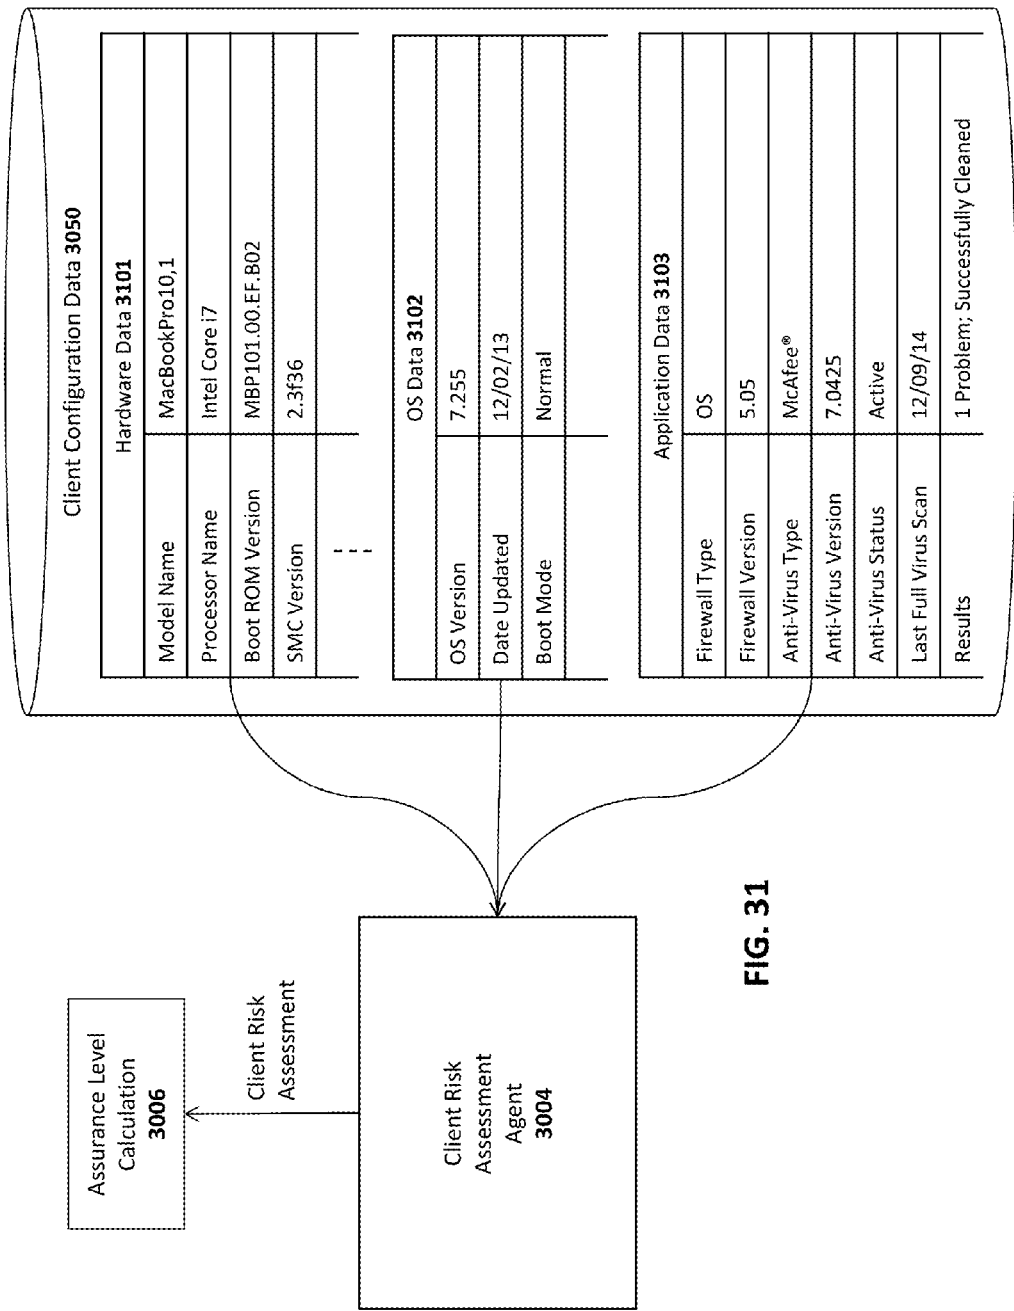 Client Configuration Data 3050
Hardware Data 3101
Model Name MacBookPro10,1
Processor Name Intel Core i7
Boot ROM Version MBP101.00.EF.B02
SMC Version 2.3f36
OS Data 3102
OS Version 7.255
Date Updated 12/02/13
Boot Mode Normal
Application Data 3103
Firewall Type OS
Firewall Version 5.05
Anti-Virus Type McAfee®
Anti-Virus Version 7.0425
Anti-Virus Status Active
Last Full Virus Scan 12/09/14
Results 1 Problem; Successfully Cleaned
Assurance Level
Calculation
3006
Client Risk
Assessment
Client Risk
Assessment
Agent
3004
FIG. 31